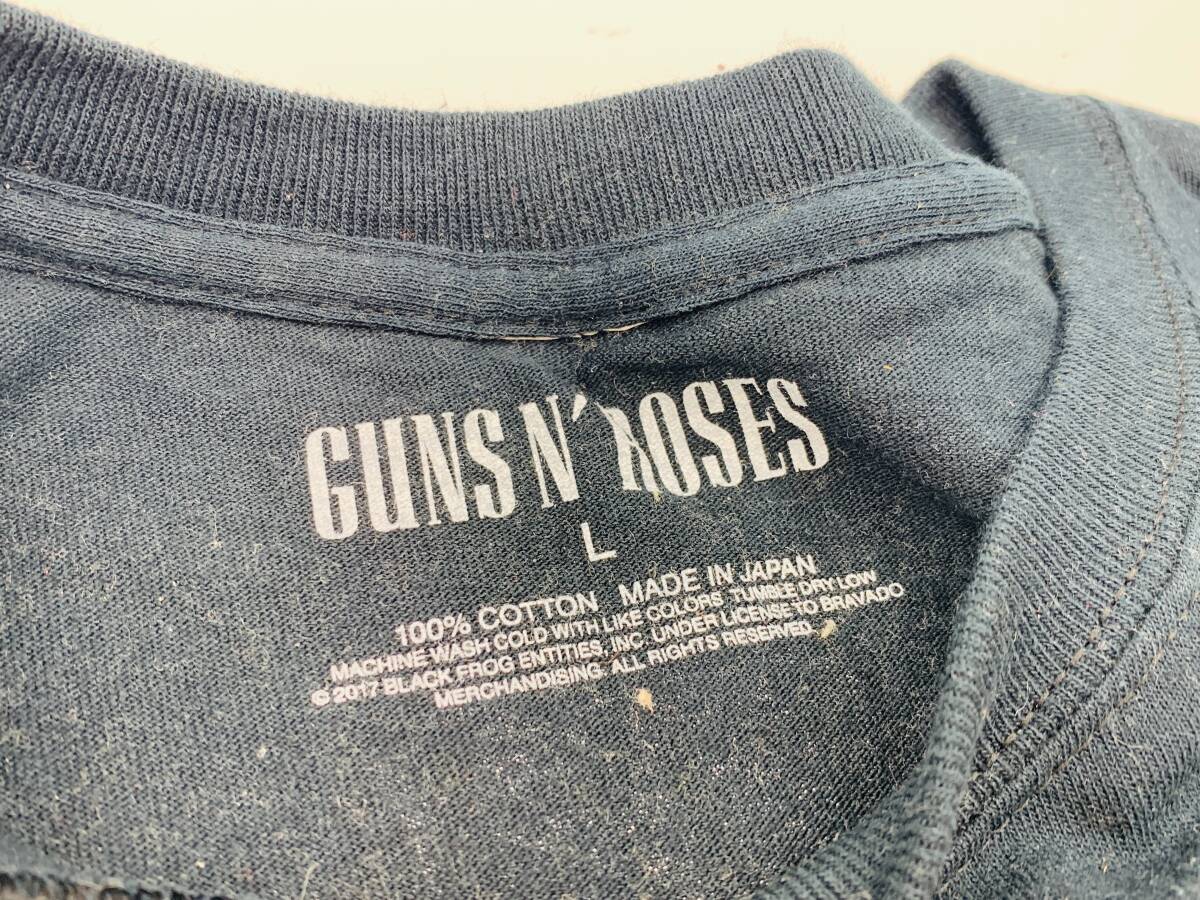 GUNS N' ROSES
L
100% COTTON MADE IN JAPAN
MACHINE WASH COLD WITH LIKE COLORS, TUMBLE DRY LOW
© 2017 BLACK FROG ENTITIES, INC. UNDER LICENSE TO BRAVADO
MERCHANDISING. ALL RIGHTS RESERVED.